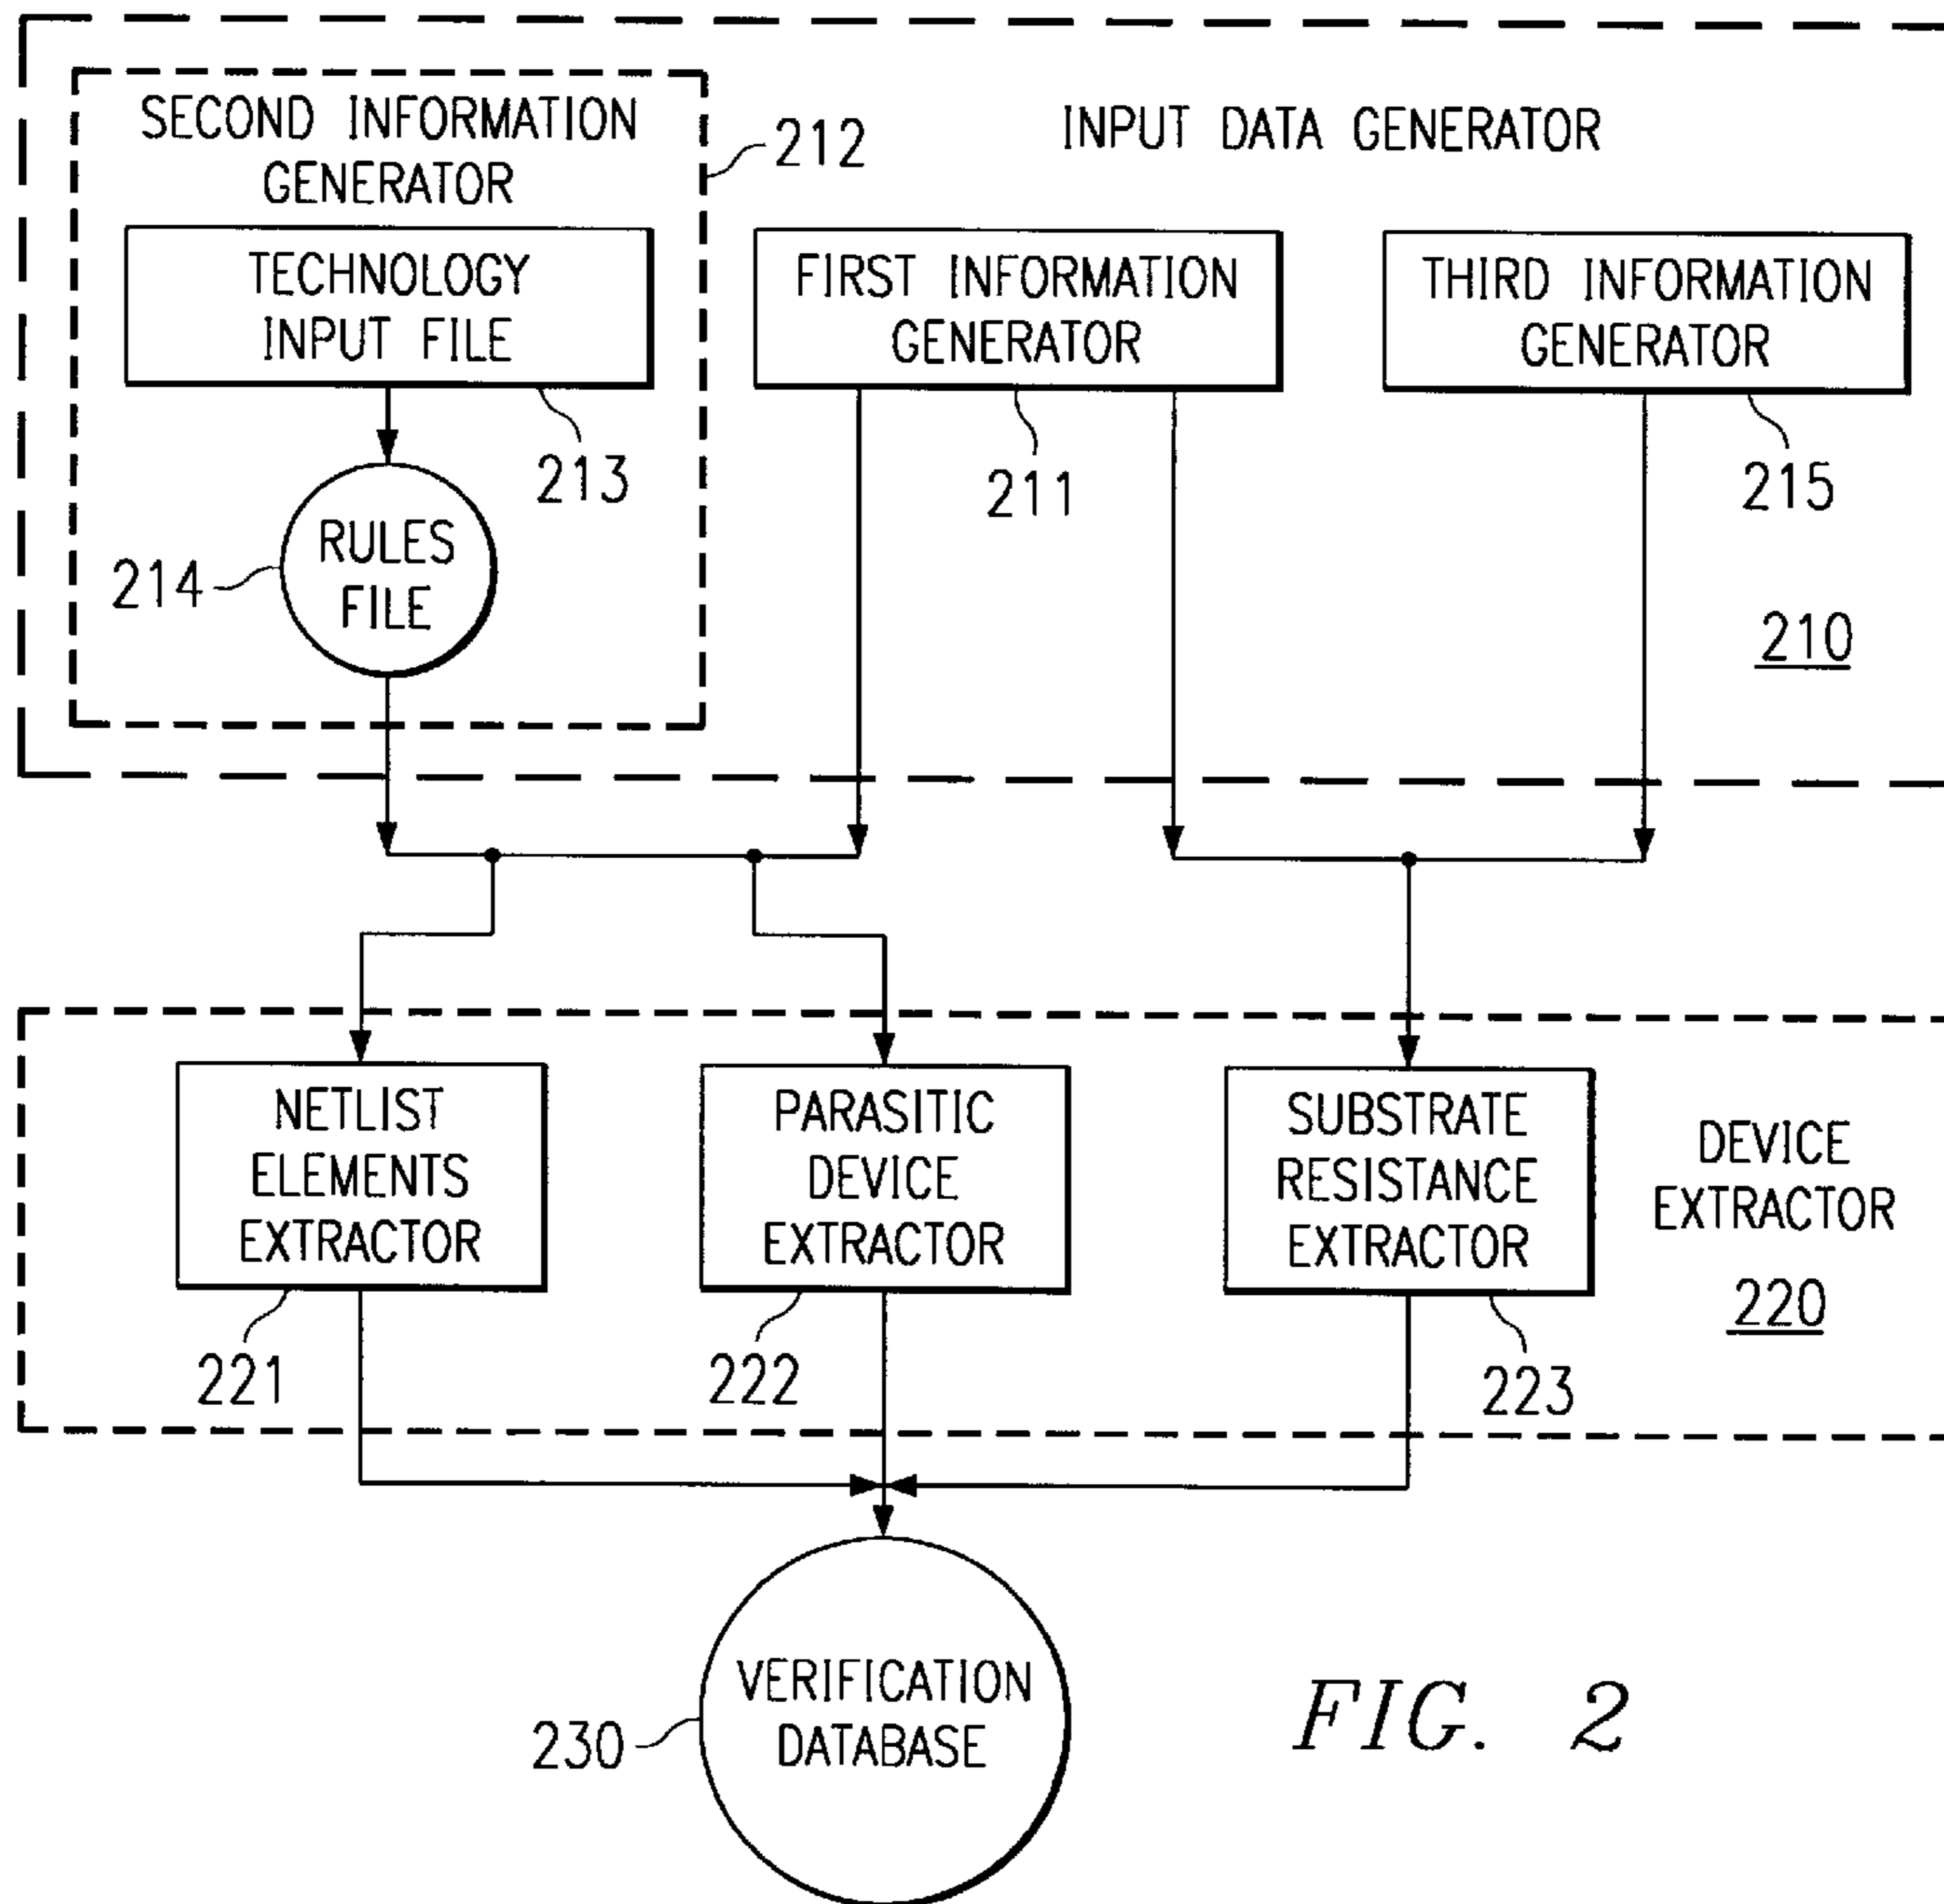 SECOND INFORMATION
GENERATOR
212
INPUT DATA GENERATOR
TECHNOLOGY
INPUT FILE
213
FIRST INFORMATION
GENERATOR
211
THIRD INFORMATION
GENERATOR
215
RULES
FILE
214
210
NETLIST
ELEMENTS
EXTRACTOR
221
PARASITIC
DEVICE
EXTRACTOR
222
SUBSTRATE
RESISTANCE
EXTRACTOR
223
DEVICE
EXTRACTOR
220
VERIFICATION
DATABASE
230
FIG. 2